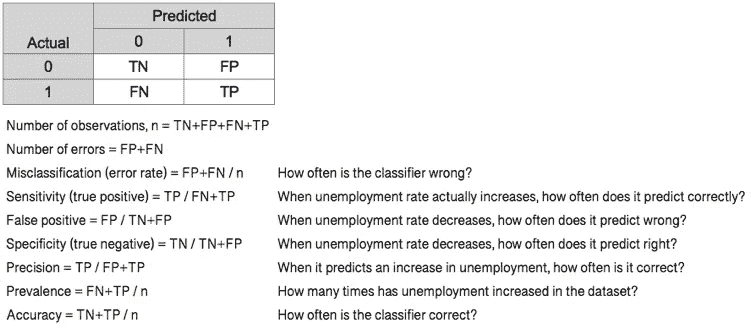 Predicted
Actual 0 1
0 TN FP
1 FN TP
Number of observations, n = TN+FP+FN+TP
Number of errors = FP+FN
Misclassification (error rate) = FP+FN / n How often is the classifier wrong?
Sensitivity (true positive) = TP / FN+TP When unemployment rate actually increases, how often does it predict correctly?
False positive = FP / TN+FP When unemployment rate decreases, how often does it predict wrong?
Specificity (true negative) = TN / TN+FP When unemployment rate decreases, how often does it predict right?
Precision = TP / FP+TP When it predicts an increase in unemployment, how often is it correct?
Prevalence = FN+TP / n How many times has unemployment increased in the dataset?
Accuracy = TN+TP / n How often is the classifier correct?